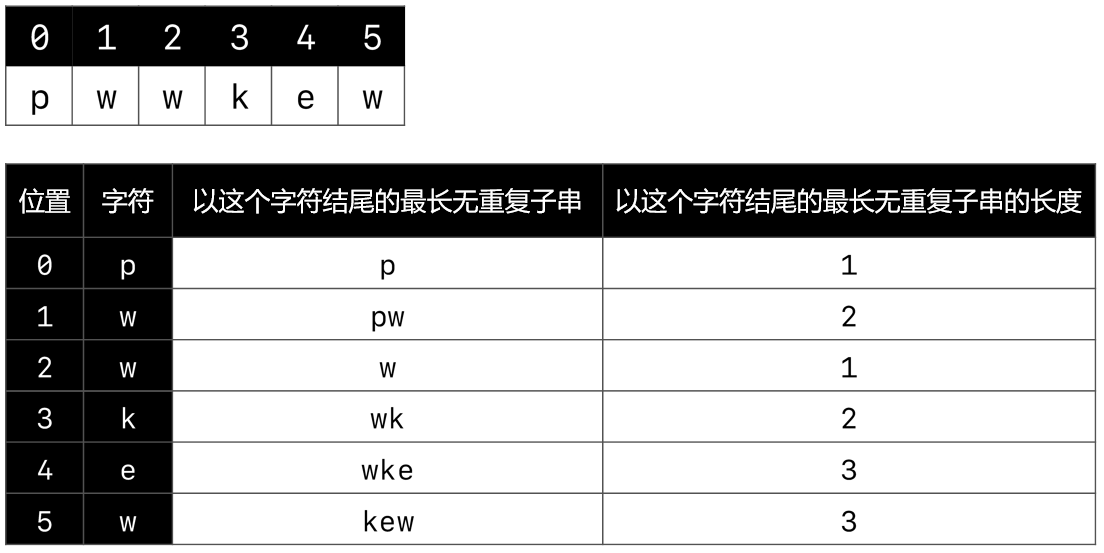 0 1 2 3 4 5
p w w k e w
位置 字符 以这个字符结尾的最长无重复子串 以这个字符结尾的最长无重复子串的长度
0 p p 1
1 w pw 2
2 w w 1
3 k wk 2
4 e wke 3
5 w kew 3